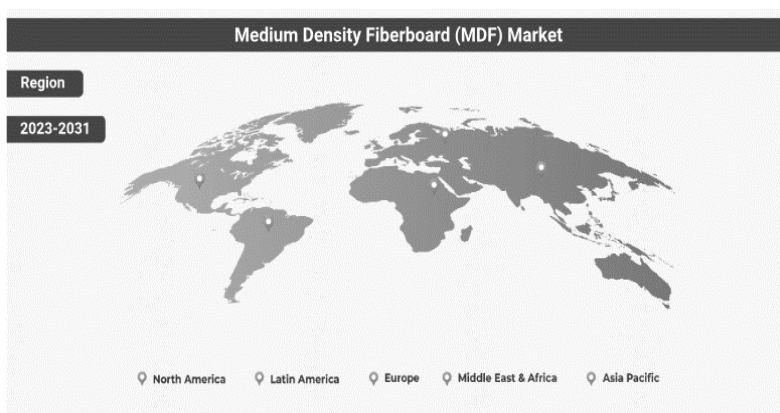 Medium Density Fiberboard (MDF) Market
Region
2023-2031
North America Latin America Europe Middle East & Africa Asia Pacific